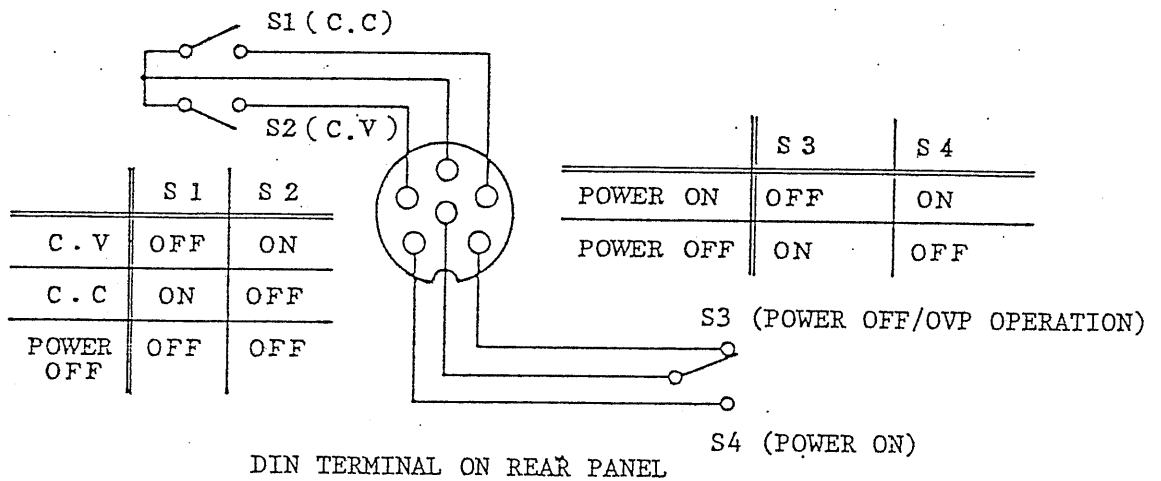 S1 (C.C)
S2 (C.V)
S 1 S 2
C.V OFF ON
C.C ON OFF
POWER OFF OFF OFF
S 3 S 4
POWER ON OFF ON
POWER OFF ON OFF
S3 (POWER OFF/OVP OPERATION)
S4 (POWER ON)
DIN TERMINAL ON REAR PANEL